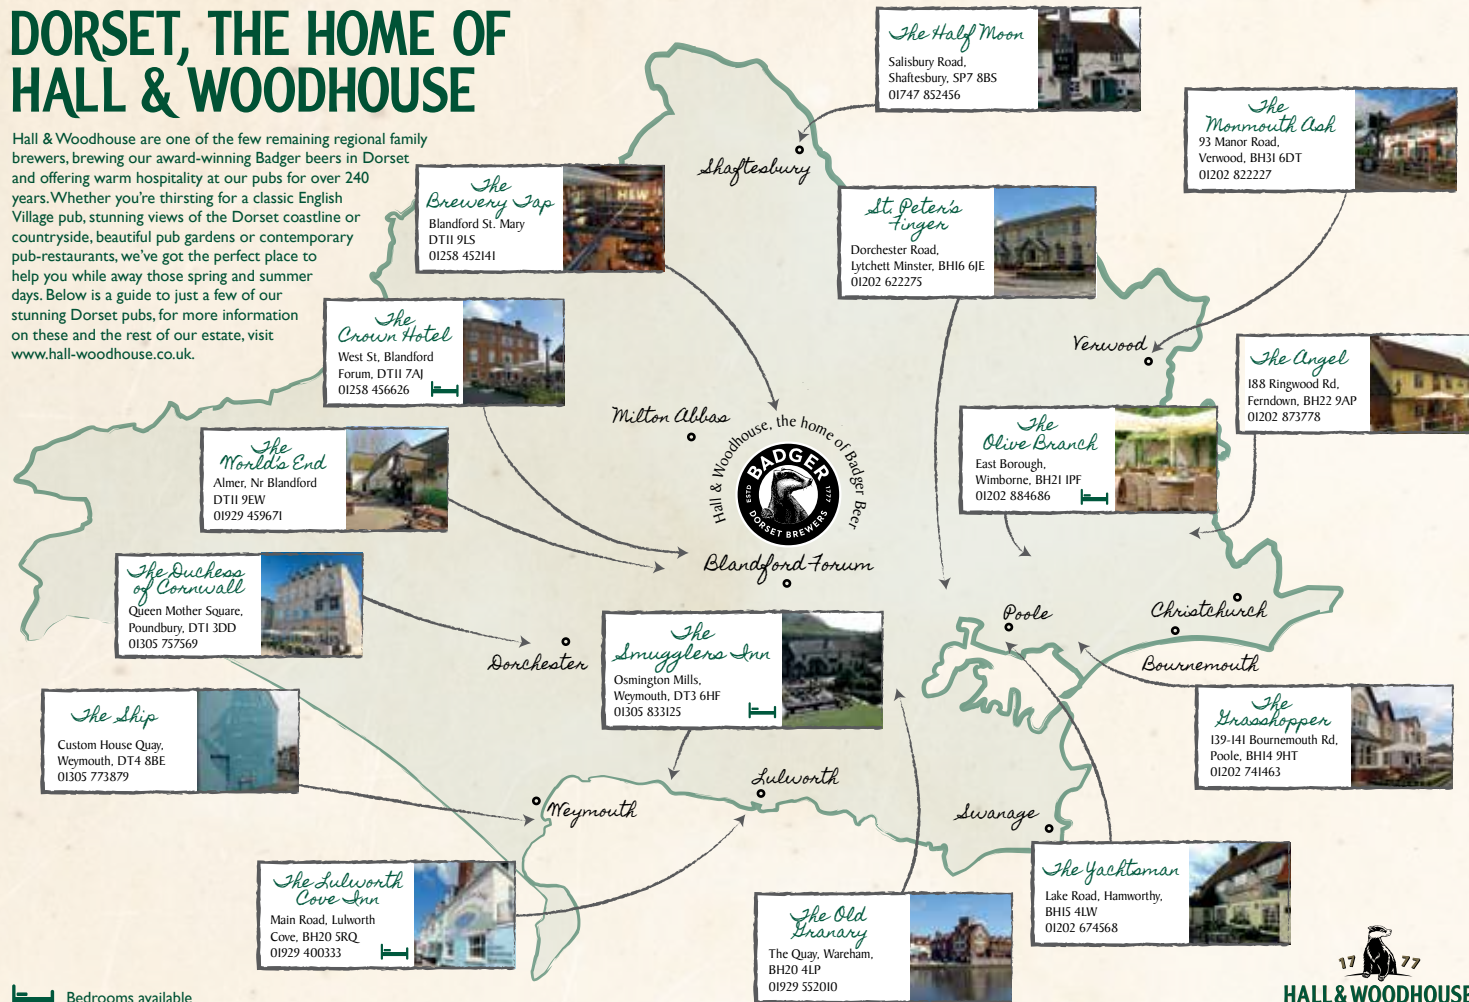 DORSET, THE HOME OF
HALL & WOODHOUSE
Hall & Woodhouse are one of the few remaining regional family
brewers, brewing our award-winning Badger beers in Dorset
and offering warm hospitality at our pubs for over 240
years. Whether you're thirsting for a classic English
Village pub, stunning views of the Dorset coastline or
countryside, beautiful pub gardens or contemporary
pub-restaurants, we've got the perfect place to
help you while away those spring and summer
days. Below is a guide to just a few of our
stunning Dorset pubs, for more information
on these and the rest of our estate, visit
www.hall-woodhouse.co.uk.
The Half Moon
Salisbury Road,
Shaftesbury, SP7 8BS
01747 852456
The
Monmouth Ash
93 Manor Road,
Verwood, BH31 6DT
01202 822227
Shaftesbury
The
Brewery Tap
Blandford St. Mary
DT11 9LS
01258 452141
H&W
St. Peter's
Finger
Dorchester Road,
Lytchett Minster, BH16 6JE
01202 622275
The
Crown Hotel
West St, Blandford
Forum, DT11 7AJ
01258 456626
Verwood
The Angel
188 Ringwood Rd,
Ferndown, BH22 9AP
01202 873778
Milton Abbas
Hall & Woodhouse, the home of Badger Beer
BADGER
ESTD 1777
DORSET BREWERS
Blandford Forum
The
Olive Branch
East Borough,
Wimborne, BH21 1PF
01202 884686
The
World's End
Almer, Nr Blandford
DT11 9EW
01929 459671
The Duchess
of Cornwall
Queen Mother Square,
Poundbury, DT1 3DD
01305 757569
Dorchester
The
Smugglers Inn
Osmington Mills,
Weymouth, DT3 6HF
01305 833125
Poole
Christchurch
Bournemouth
The Ship
Custom House Quay,
Weymouth, DT4 8BE
01305 773879
The
Grasshopper
139-141 Bournemouth Rd,
Poole, BH14 9HT
01202 741463
Weymouth
Lulworth
Swanage
The Lulworth
Cove Inn
Main Road, Lulworth
Cove, BH20 5RQ
01929 400333
The Old
Granary
The Quay, Wareham,
BH20 4LP
01929 552010
The Yachtsman
Lake Road, Hamworthy,
BH15 4LW
01202 674568
Bedrooms available
17 77
HALL & WOODHOUSE